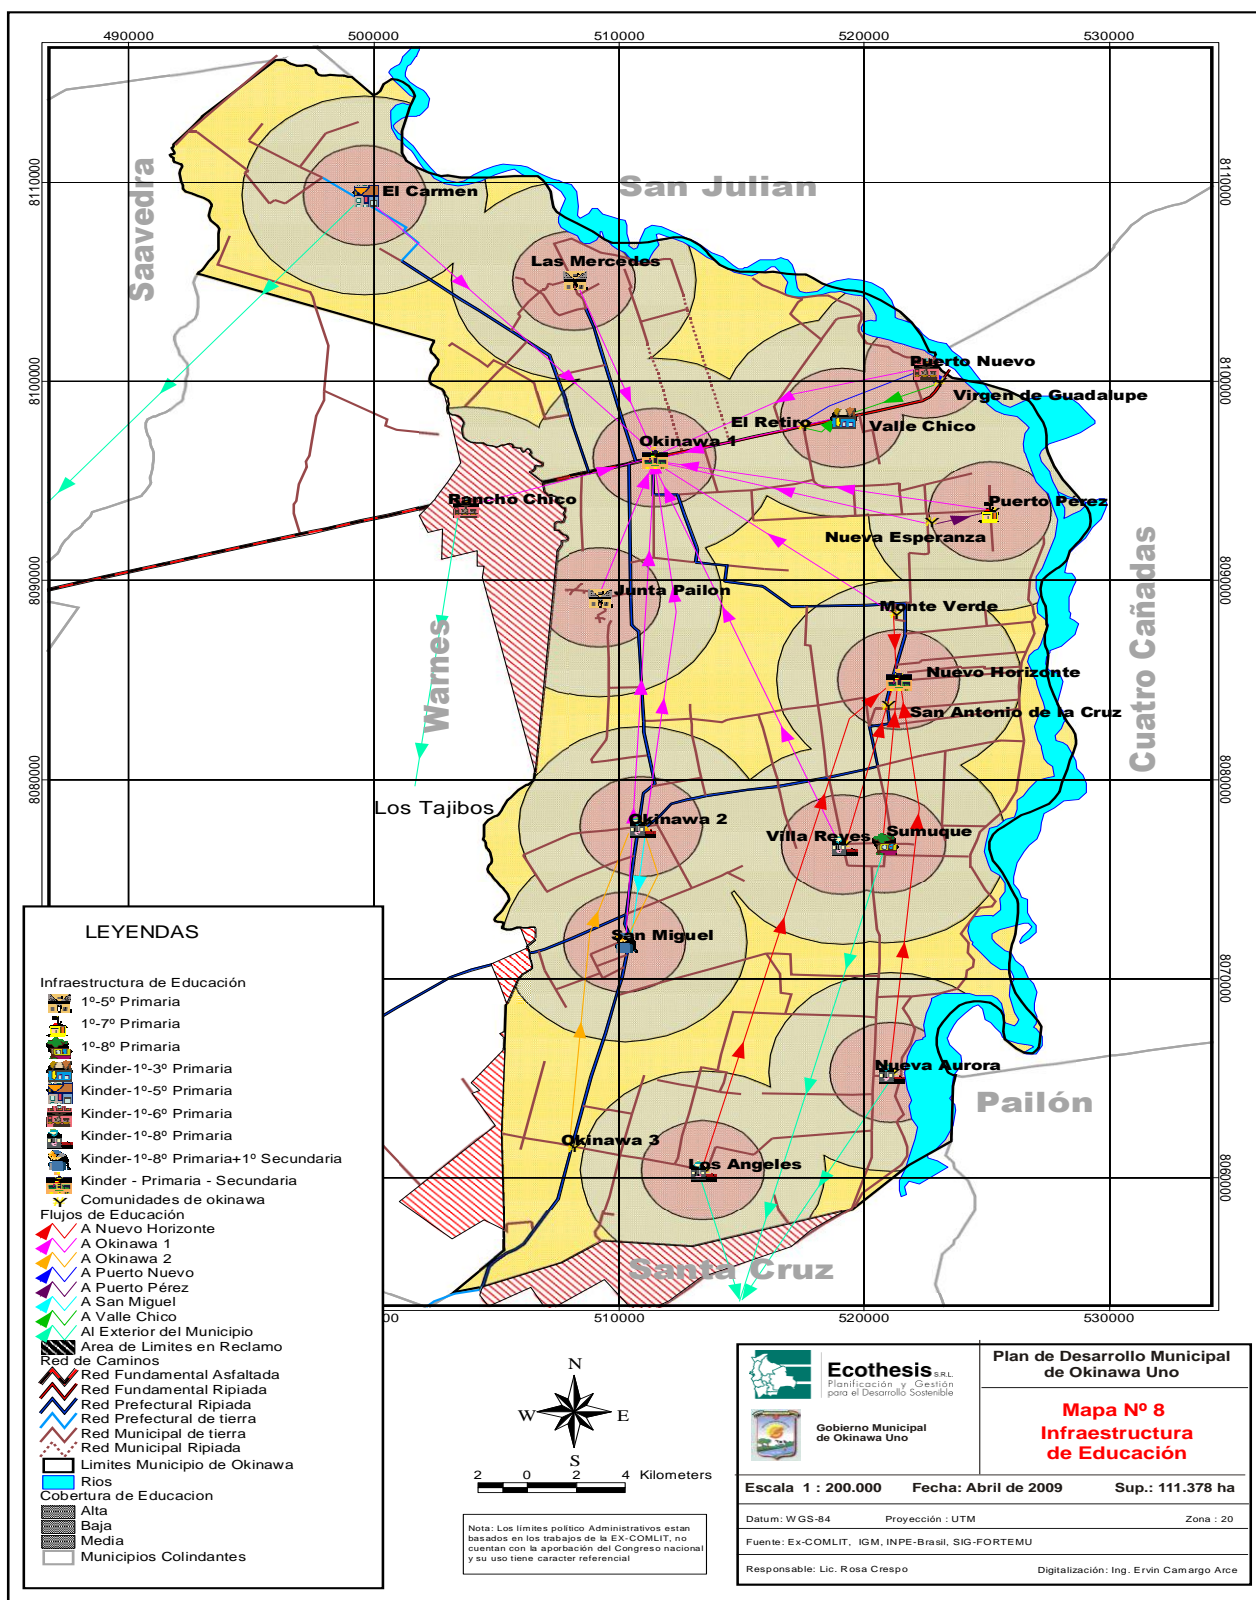 490000
500000
510000
520000
530000
8110000
8110000
8100000
8100000
8090000
8090000
8080000
8080000
8070000
8060000
8070000
8060000
00
510000
520000
530000
Saavedra
San Julian
Warnes
Cuatro Cañadas
Pailón
Santa Cruz
El Carmen
Las Mercedes
Puerto Nuevo
Virgen de Guadalupe
El Retiro
Valle Chico
Okinawa 1
Rancho Chico
Puerto Pérez
Nueva Esperanza
Junta Pailon
Monte Verde
Nuevo Horizonte
San Antonio de la Cruz
Los Tajibos
Okinawa 2
Villa Reyes
Sumuque
San Miguel
Nueva Aurora
Okinawa 3
Los Angeles
LEYENDAS
Infraestructura de Educación
1º-5º Primaria
1º-7º Primaria
1º-8º Primaria
Kinder-1º-3º Primaria
Kinder-1º-5º Primaria
Kinder-1º-6º Primaria
Kinder-1º-8º Primaria
Kinder-1º-8º Primaria+1º Secundaria
Kinder - Primaria - Secundaria
Comunidades de okinawa
Flujos de Educación
A Nuevo Horizonte
A Okinawa 1
A Okinawa 2
A Puerto Nuevo
A Puerto Pérez
A San Miguel
A Valle Chico
Al Exterior del Municipio
Area de Limites en Reclamo
Red de Caminos
Red Fundamental Asfaltada
Red Fundamental Ripiada
Red Prefectural Ripiada
Red Prefectural de tierra
Red Municipal de tierra
Red Municipal Ripiada
Limites Municipio de Okinawa
Rios
Cobertura de Educacion
Alta
Baja
Media
Municipios Colindantes
N
W
E
S
2 0 2 4 Kilometers
Nota: Los límites político Administrativos estan
basados en los trabajos de la EX-COMLIT, no
cuentan con la aporbación del Congreso nacional
y su uso tiene caracter referencial
Ecothesis S.R.L.
Planificación y Gestión
para el Desarrollo Sostenible
Gobierno Municipal
de Okinawa Uno
Plan de Desarrollo Municipal
de Okinawa Uno
Mapa Nº 8
Infraestructura
de Educación
Escala 1 : 200.000 Fecha: Abril de 2009 Sup.: 111.378 ha
Datum: WGS-84 Proyección : UTM Zona : 20
Fuente: Ex-COMLIT, IGM, INPE-Brasil, SIG-FORTEMU
Responsable: Lic. Rosa Crespo Digitalización: Ing. Ervin Camargo Arce